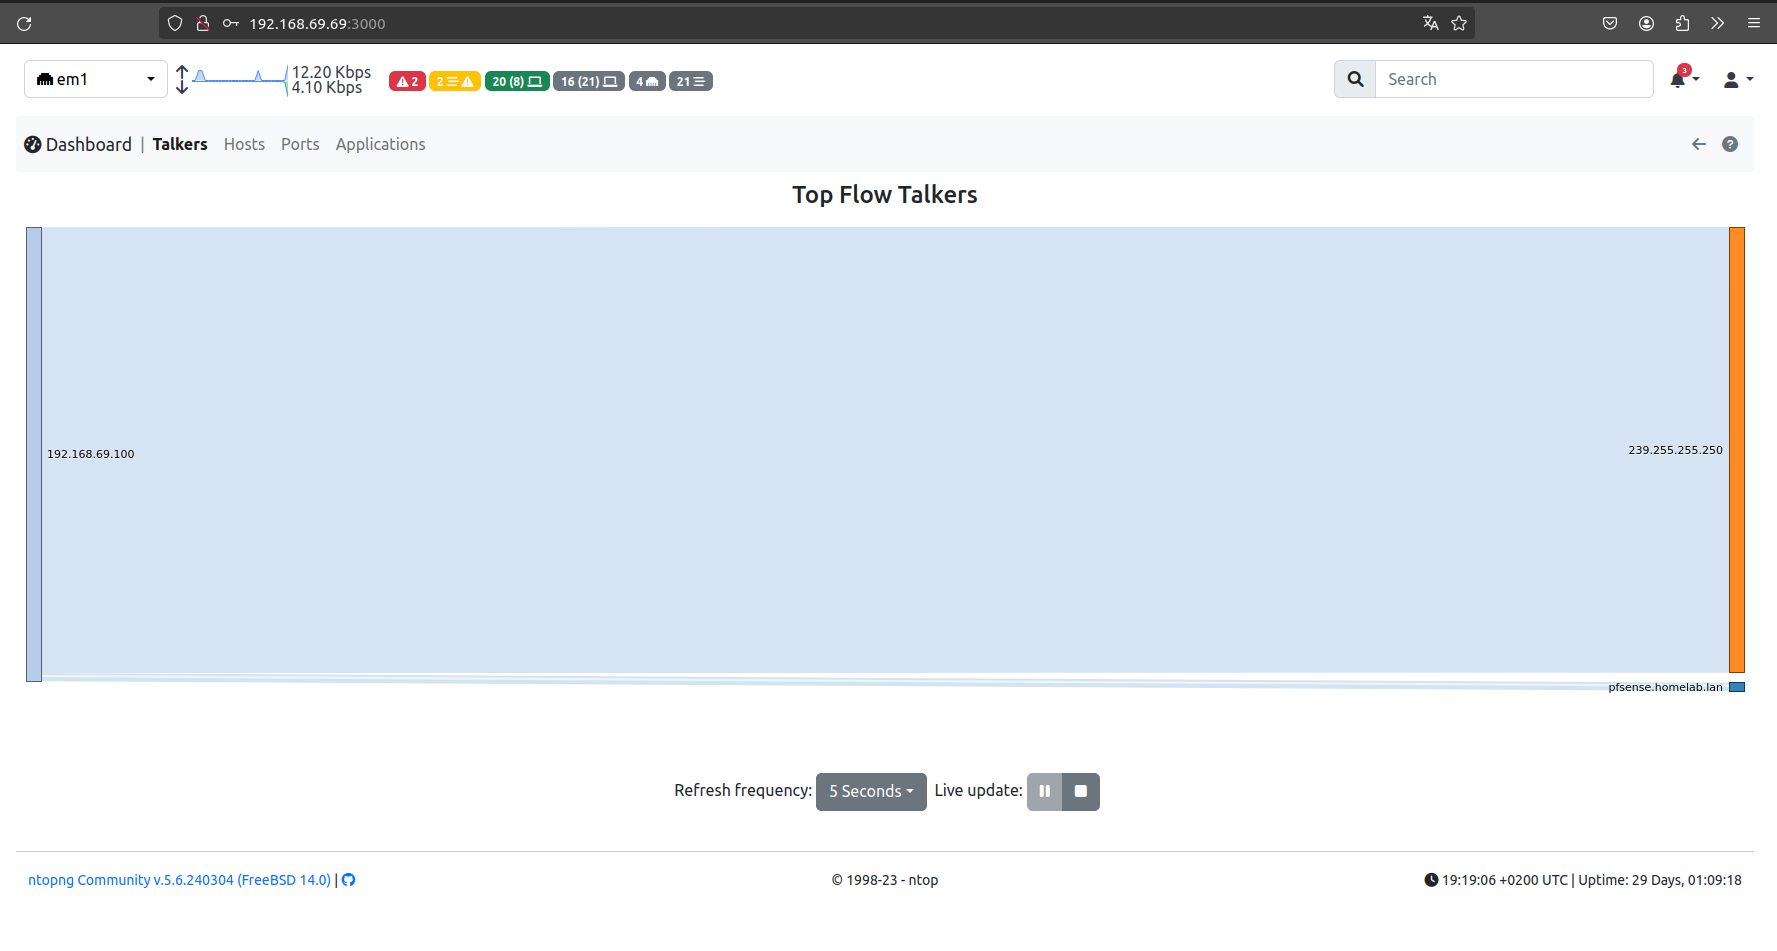 192.168.69.69:3000
em1
12.20 Kbps
4.10 Kbps
2
2
20 (8)
16 (21)
4
21
Search
3
Dashboard | Talkers Hosts Ports Applications
Top Flow Talkers
192.168.69.100
239.255.255.250
pfsense.homelab.lan
Refresh frequency: 5 Seconds Live update:
ntopng Community v.5.6.240304 (FreeBSD 14.0) |
© 1998-23 - ntop
19:19:06 +0200 UTC | Uptime: 29 Days, 01:09:18